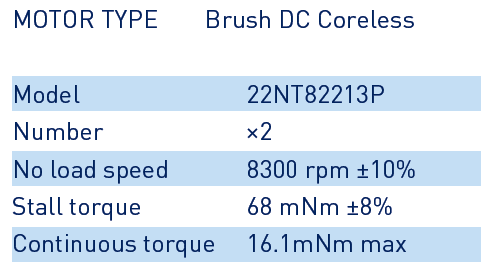 MOTOR TYPE Brush DC Coreless
Model 22NT82213P
Number ×2
No load speed 8300 rpm ±10%
Stall torque 68 mNm ±8%
Continuous torque 16.1mNm max